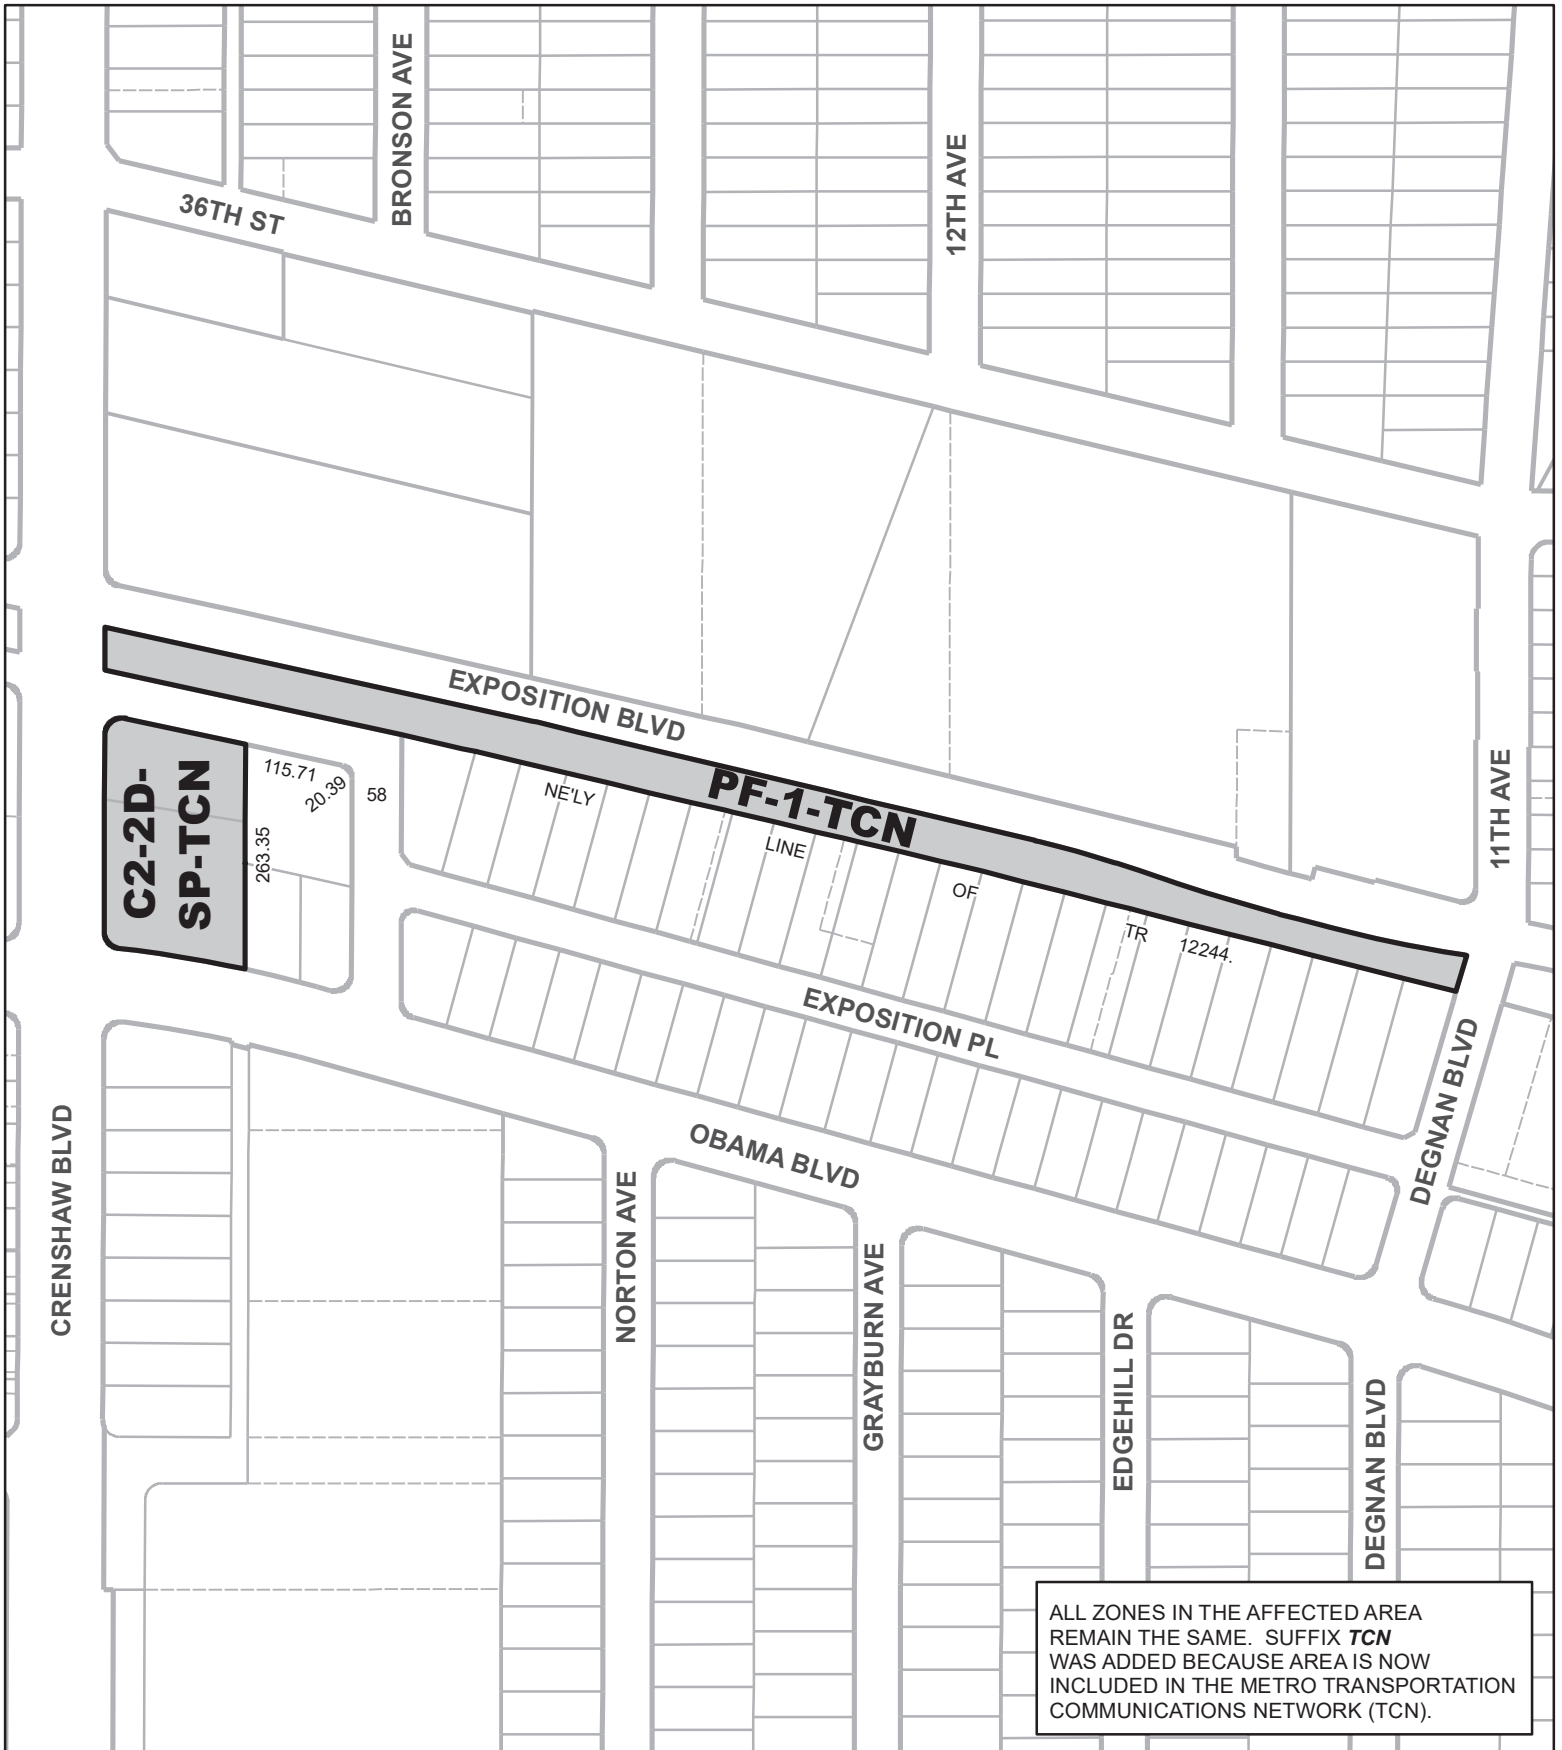 BRONSON AVE
12TH AVE
36TH ST
EXPOSITION BLVD
C2-2D-
SP-TCN
115.71
20.39
58
263.35
NE'LY
PF-1-TCN
LINE
OF
TR
12244.
11TH AVE
EXPOSITION PL
DEGNAN BLVD
OBAMA BLVD
CRENSHAW BLVD
NORTON AVE
GRAYBURN AVE
EDGEHILL DR
DEGNAN BLVD
ALL ZONES IN THE AFFECTED AREA
REMAIN THE SAME. SUFFIX TCN
WAS ADDED BECAUSE AREA IS NOW
INCLUDED IN THE METRO TRANSPORTATION
COMMUNICATIONS NETWORK (TCN).